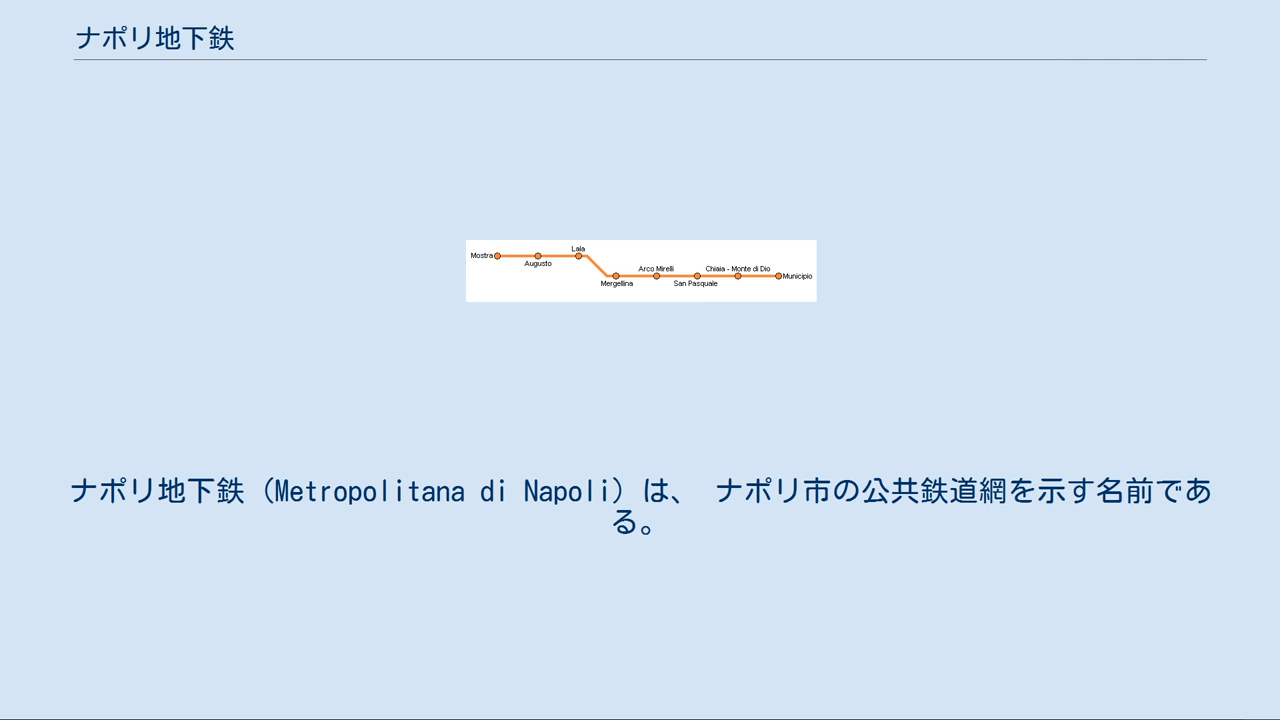 ナポリ地下鉄
Mostra
Augusto
Lala
Mergellina
Arco Mirelli
San Pasquale
Chiaia - Monte di Dio
Municipio
ナポリ地下鉄（Metropolitana di Napoli）は、 ナポリ市の公共鉄道網を示す名前であ
る。